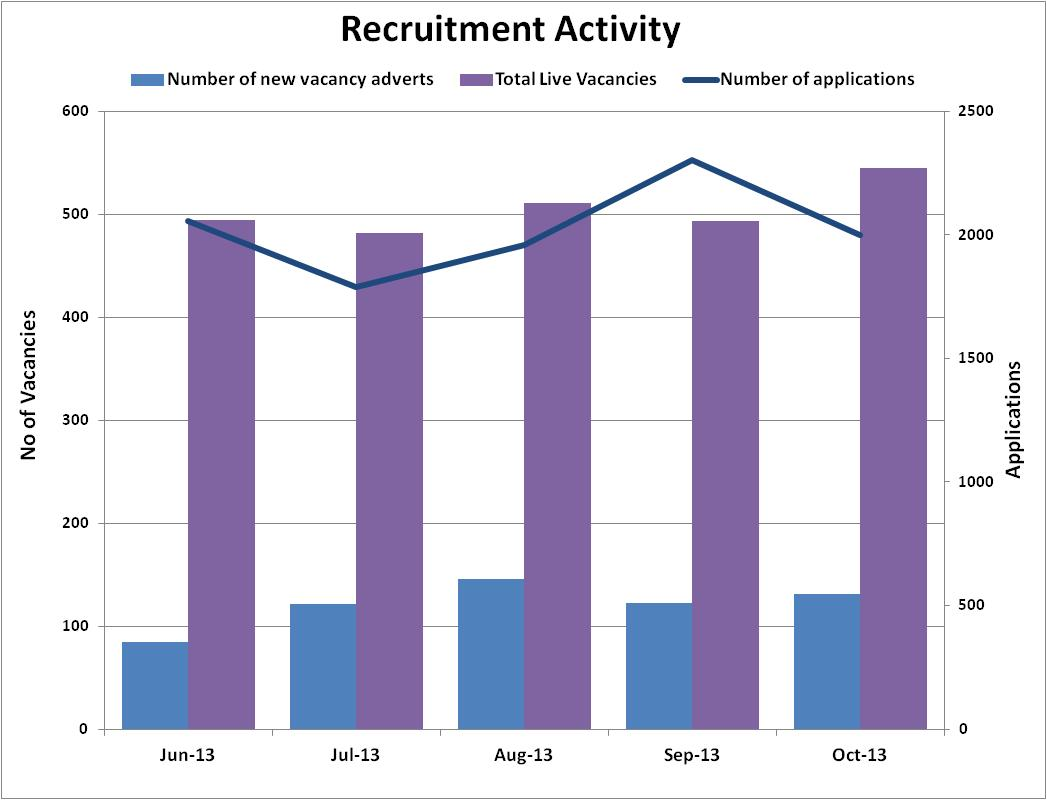 Recruitment Activity
Number of new vacancy adverts Total Live Vacancies Number of applications
600 2500
500
2000
400
1500
300
1000
200
100 500
0 0
No of Vacancies
Applications
Jun-13 Jul-13 Aug-13 Sep-13 Oct-13